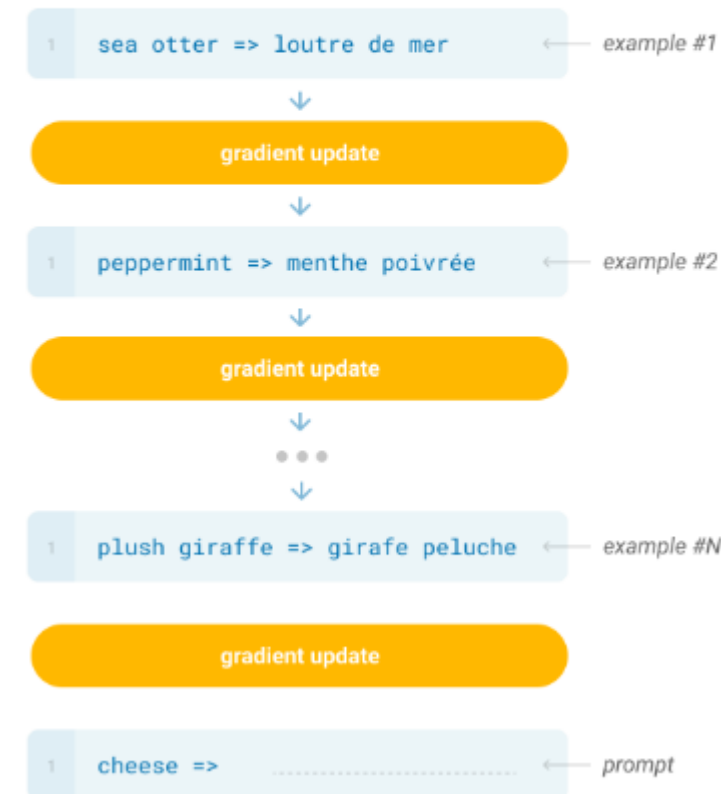 1 sea otter => loutre de mer example #1
gradient update
1 peppermint => menthe poivrée example #2
gradient update
1 plush giraffe => girafe peluche example #N
gradient update
1 cheese => prompt